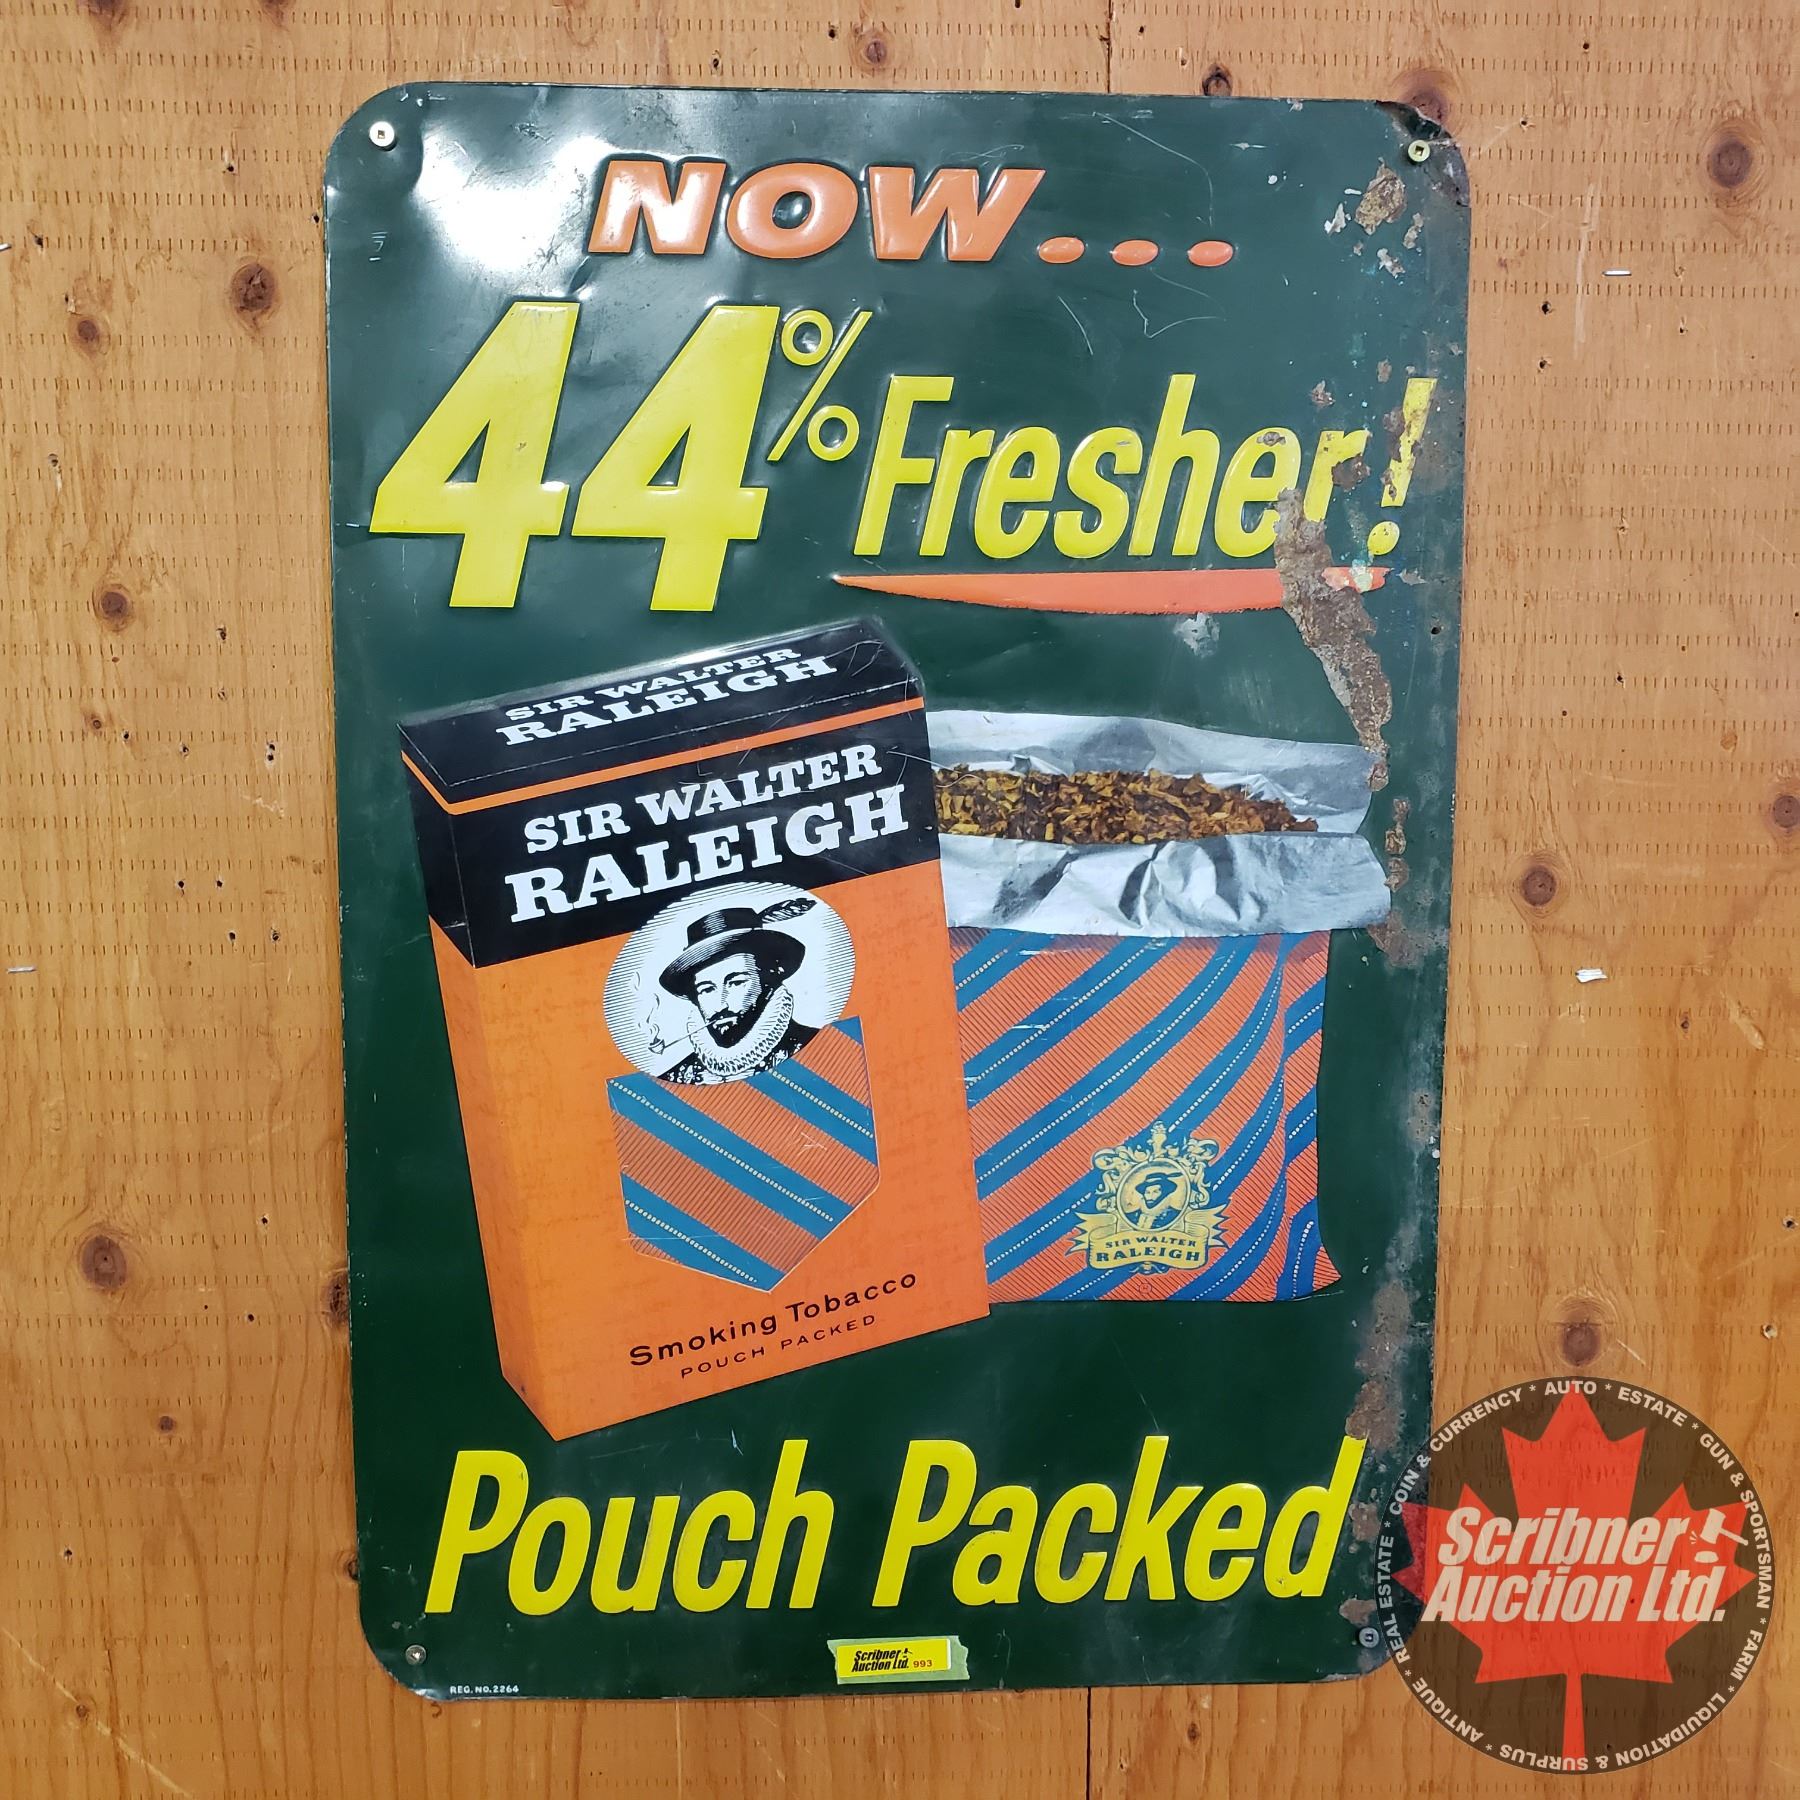 NOW...
44% Fresher!
SIR WALTER
RALEIGH
SIR WALTER
RALEIGH
SIR WALTER
RALEIGH
Smoking Tobacco
POUCH PACKED
Pouch Packed
REG. NO. 2264
Scribner
Auction Ltd. 993
Scribner
Auction Ltd.
REAL ESTATE * COIN & CURRENCY * AUTO * ESTATE * GUN & SPORTSMAN * FARM * LIQUIDATION & SURPLUS * ANTIQUE *